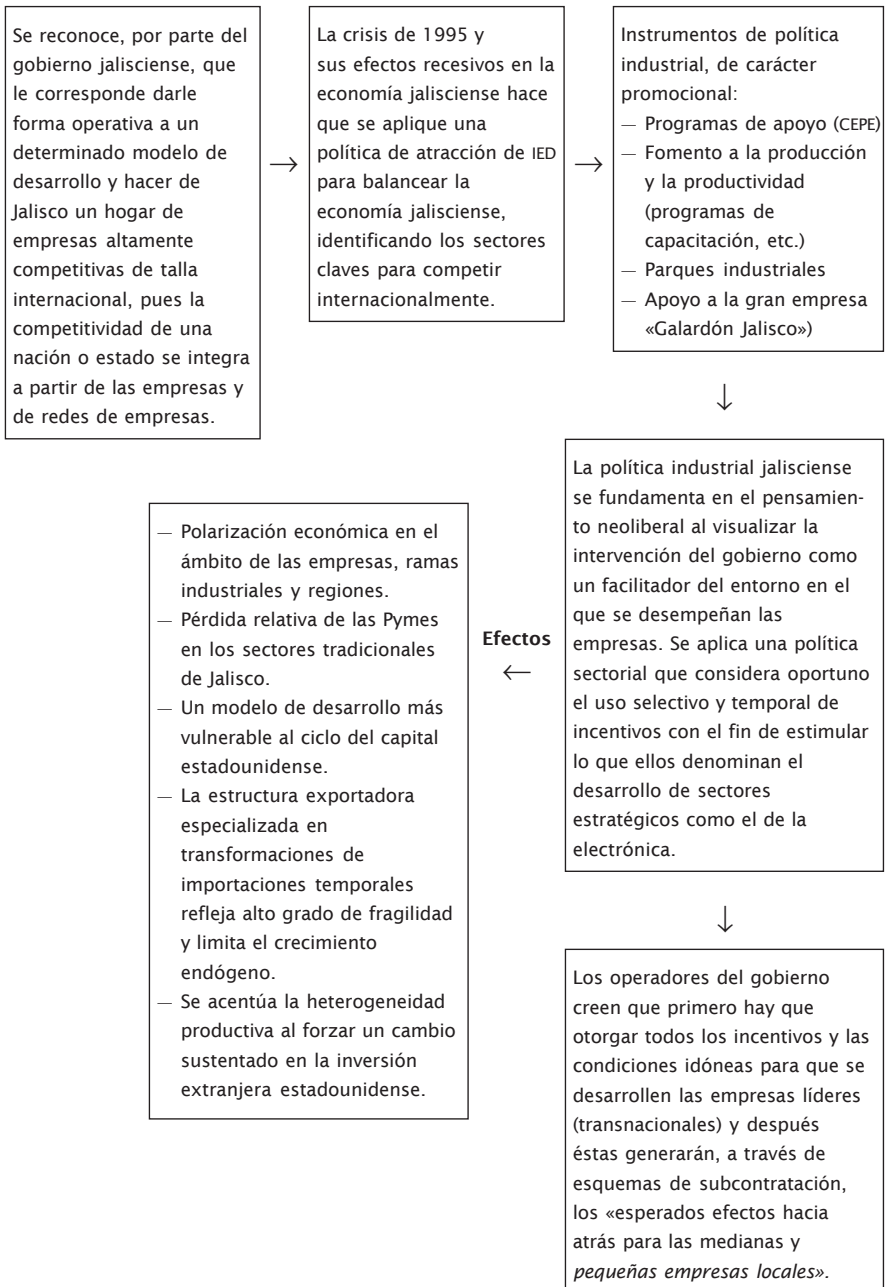 Se reconoce, por parte del
gobierno jalisciense, que
le corresponde darle
forma operativa a un
determinado modelo de
desarrollo y hacer de
Jalisco un hogar de
empresas altamente
competitivas de talla
internacional, pues la
competitividad de una
nación o estado se integra
a partir de las empresas y
de redes de empresas.
→
La crisis de 1995 y
sus efectos recesivos en la
economía jalisciense hace
que se aplique una
política de atracción de IED
para balancear la
economía jalisciense,
identificando los sectores
claves para competir
internacionalmente.
→
Instrumentos de política
industrial, de carácter
promocional:
— Programas de apoyo (CEPE)
— Fomento a la producción
y la productividad
(programas de
capacitación, etc.)
— Parques industriales
— Apoyo a la gran empresa
«Galardón Jalisco»)
↓
La política industrial jalisciense
se fundamenta en el pensamien-
to neoliberal al visualizar la
intervención del gobierno como
un facilitador del entorno en el
que se desempeñan las
empresas. Se aplica una política
sectorial que considera oportuno
el uso selectivo y temporal de
incentivos con el fin de estimular
lo que ellos denominan el
desarrollo de sectores
estratégicos como el de la
electrónica.
Efectos
←
— Polarización económica en el
ámbito de las empresas, ramas
industriales y regiones.
— Pérdida relativa de las Pymes
en los sectores tradicionales
de Jalisco.
— Un modelo de desarrollo más
vulnerable al ciclo del capital
estadounidense.
— La estructura exportadora
especializada en
transformaciones de
importaciones temporales
refleja alto grado de fragilidad
y limita el crecimiento
endógeno.
— Se acentúa la heterogeneidad
productiva al forzar un cambio
sustentado en la inversión
extranjera estadounidense.
↓
Los operadores del gobierno
creen que primero hay que
otorgar todos los incentivos y las
condiciones idóneas para que se
desarrollen las empresas líderes
(transnacionales) y después
éstas generarán, a través de
esquemas de subcontratación,
los «esperados efectos hacia
atrás para las medianas y
pequeñas empresas locales».